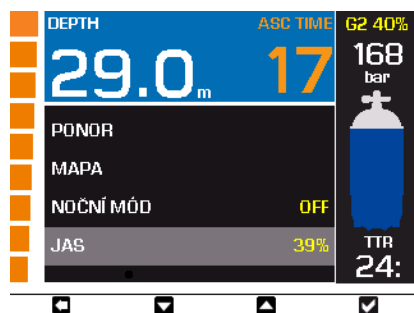 DEPTH ASC TIME G2 40%
29.0m 17 168
bar
PONOR
MAPA
NOČNÍ MÓD OFF
JAS 39%
TTR
24: